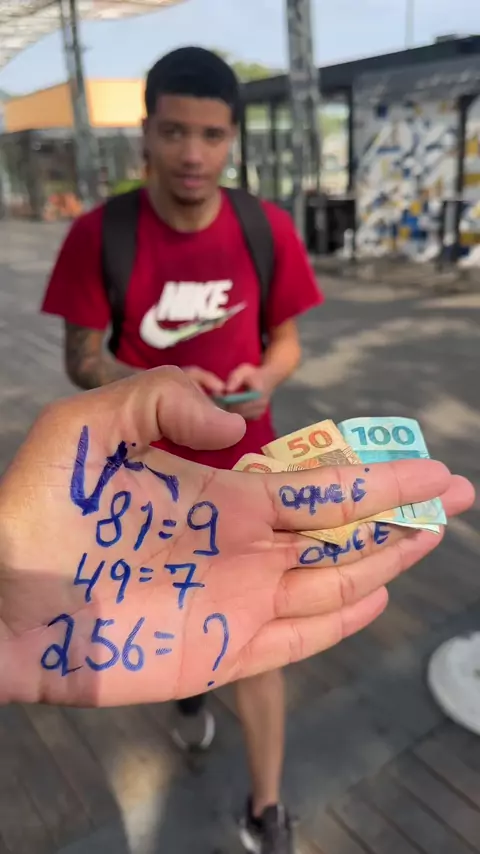 NIKE
50
100
OQUE É
OQUE É
81=9
49=7
256=?